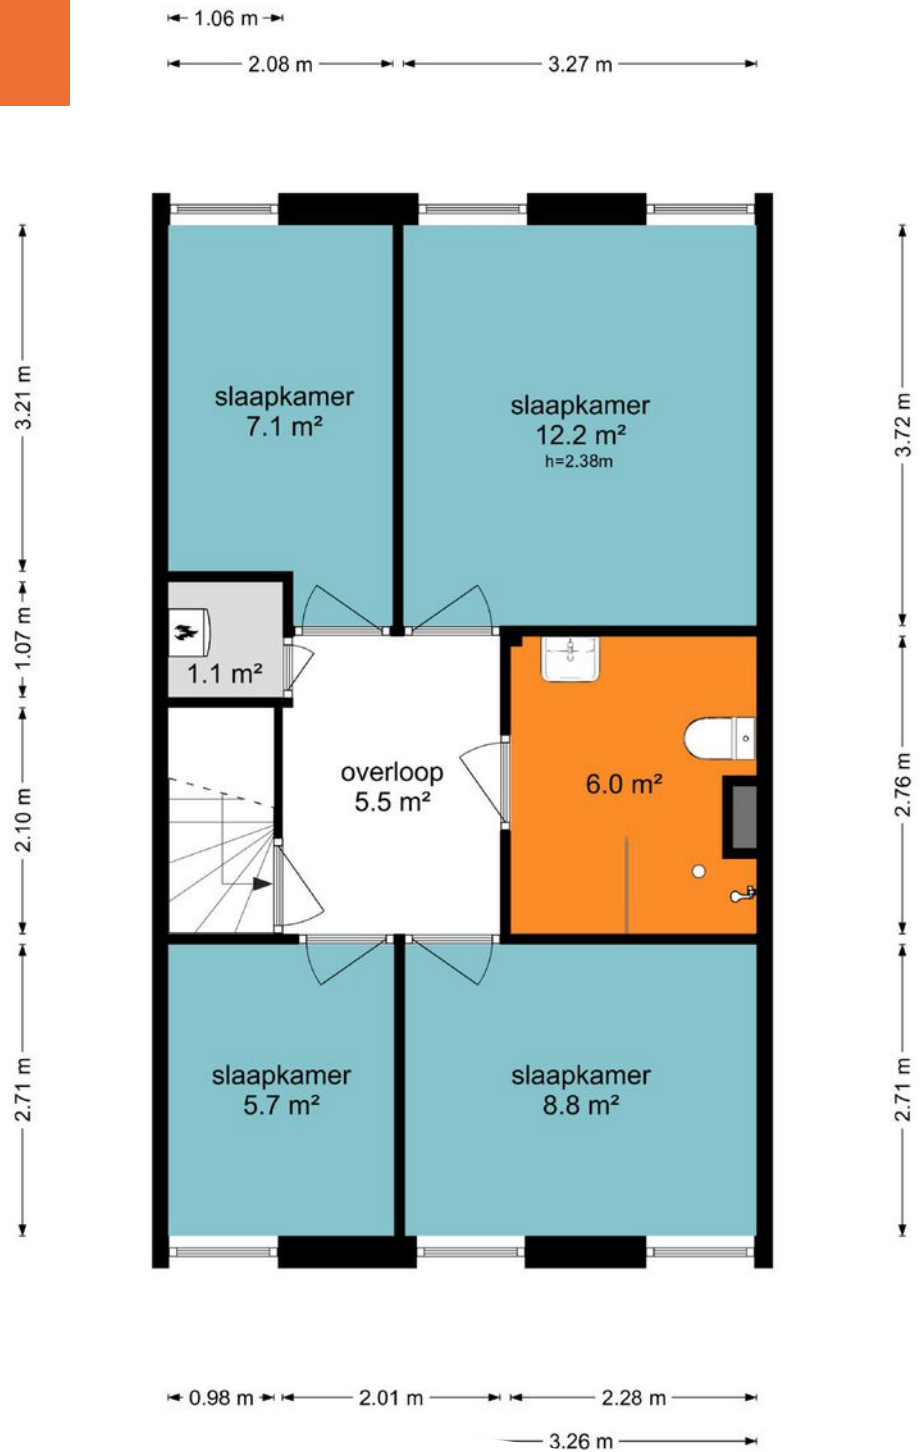 1.06 m
2.08 m
3.27 m
3.21 m
1.07 m
2.10 m
2.71 m
slaapkamer
7.1 m²
slaapkamer
12.2 m²
h=2.38m
1.1 m²
overloop
5.5 m²
6.0 m²
slaapkamer
5.7 m²
slaapkamer
8.8 m²
3.72 m
2.76 m
2.71 m
0.98 m
2.01 m
2.28 m
3.26 m